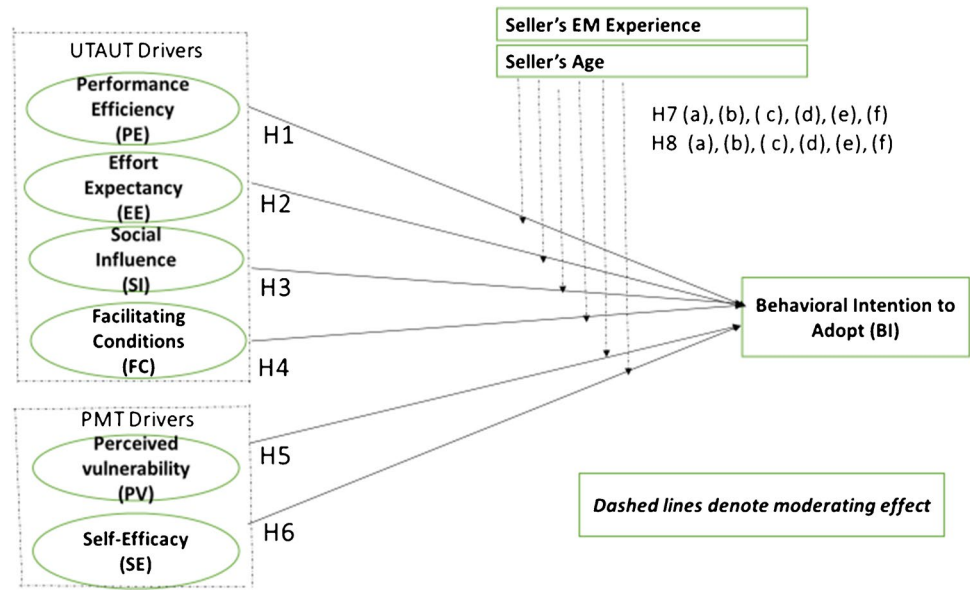 UTAUT Drivers
Performance
Efficiency
(PE)
Effort
Expectancy
(EE)
Social
Influence
(SI)
Facilitating
Conditions
(FC)
PMT Drivers
Perceived
vulnerability
(PV)
Self-Efficacy
(SE)
H1
H2
H3
H4
H5
H6
Seller's EM Experience
Seller's Age
H7 (a), (b), ( c), (d), (e), (f)
H8 (a), (b), ( c), (d), (e), (f)
Behavioral Intention to
Adopt (BI)
Dashed lines denote moderating effect